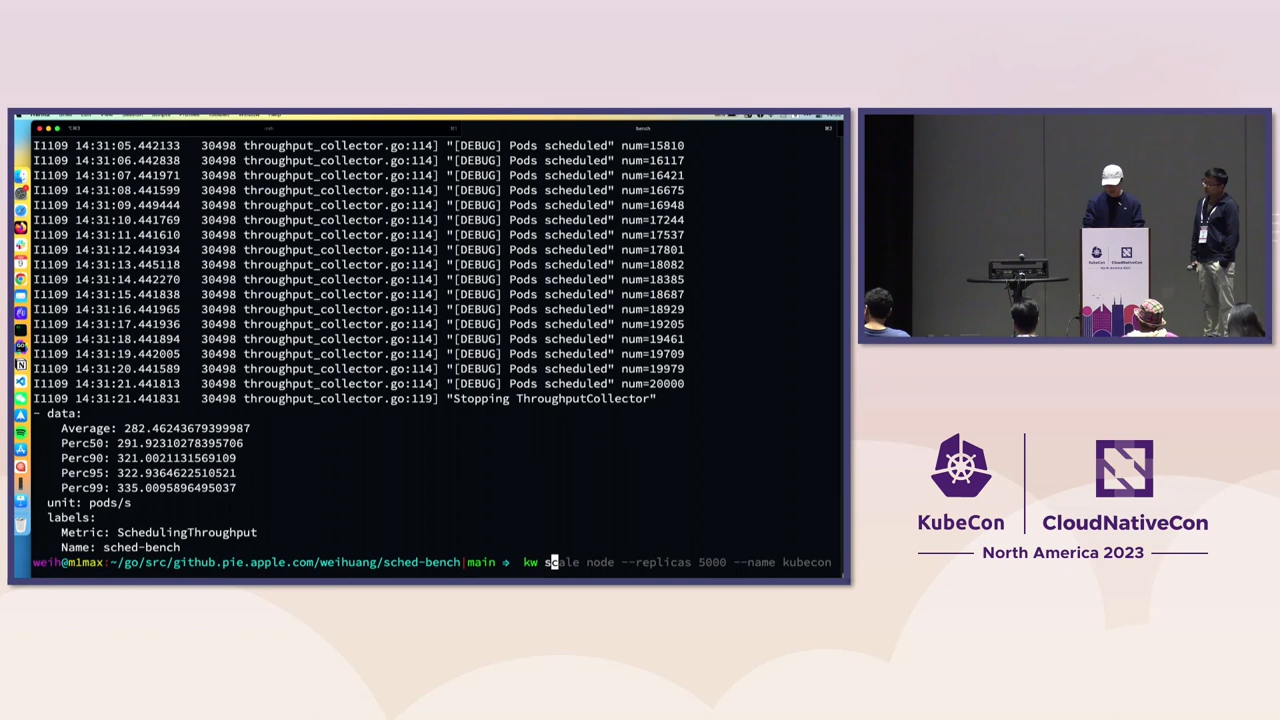 bench
I1109 14:31:05.442133 30498 throughput_collector.go:114] "[DEBUG] Pods scheduled" num=15810
I1109 14:31:06.442838 30498 throughput_collector.go:114] "[DEBUG] Pods scheduled" num=16117
I1109 14:31:07.441971 30498 throughput_collector.go:114] "[DEBUG] Pods scheduled" num=16421
I1109 14:31:08.441599 30498 throughput_collector.go:114] "[DEBUG] Pods scheduled" num=16675
I1109 14:31:09.449444 30498 throughput_collector.go:114] "[DEBUG] Pods scheduled" num=16948
I1109 14:31:10.441769 30498 throughput_collector.go:114] "[DEBUG] Pods scheduled" num=17244
I1109 14:31:11.441610 30498 throughput_collector.go:114] "[DEBUG] Pods scheduled" num=17537
I1109 14:31:12.441934 30498 throughput_collector.go:114] "[DEBUG] Pods scheduled" num=17801
I1109 14:31:13.445118 30498 throughput_collector.go:114] "[DEBUG] Pods scheduled" num=18082
I1109 14:31:14.442270 30498 throughput_collector.go:114] "[DEBUG] Pods scheduled" num=18385
I1109 14:31:15.441838 30498 throughput_collector.go:114] "[DEBUG] Pods scheduled" num=18687
I1109 14:31:16.441965 30498 throughput_collector.go:114] "[DEBUG] Pods scheduled" num=18929
I1109 14:31:17.441936 30498 throughput_collector.go:114] "[DEBUG] Pods scheduled" num=19205
I1109 14:31:18.441894 30498 throughput_collector.go:114] "[DEBUG] Pods scheduled" num=19461
I1109 14:31:19.442005 30498 throughput_collector.go:114] "[DEBUG] Pods scheduled" num=19709
I1109 14:31:20.441589 30498 throughput_collector.go:114] "[DEBUG] Pods scheduled" num=19979
I1109 14:31:21.441813 30498 throughput_collector.go:114] "[DEBUG] Pods scheduled" num=20000
I1109 14:31:21.441831 30498 throughput_collector.go:119] "Stopping ThroughputCollector"
- data:
Average: 282.46243679399987
Perc50: 291.92310278395706
Perc90: 321.0021131569109
Perc95: 322.9364622510521
Perc99: 335.0095896495037
unit: pods/s
labels:
Metric: SchedulingThroughput
Name: sched-bench
weih@m1max:~/go/src/github.pie.apple.com/weihuang/sched-bench|main ⇒ kw scale node --replicas 5000 --name kubecon
KubeCon CloudNativeCon
North America 2023
KubeCon CloudNativeCon
North America 2023